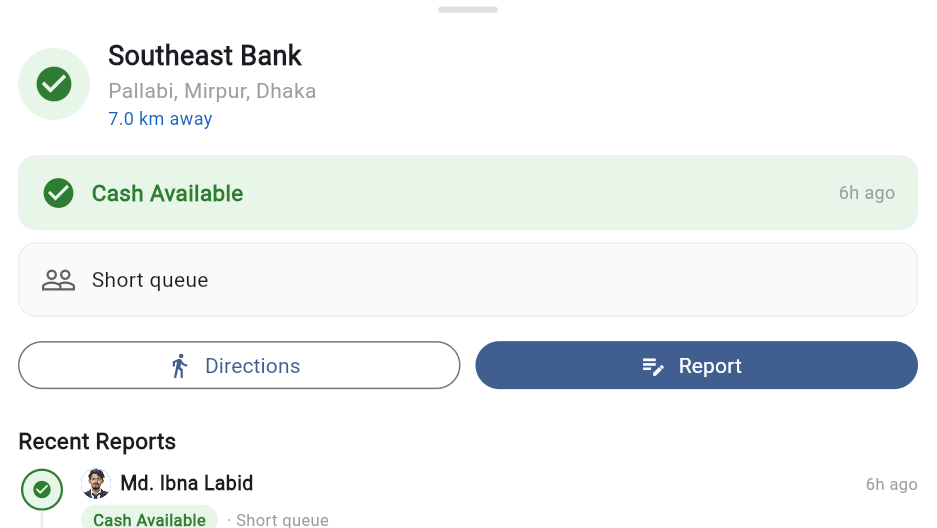 Southeast Bank
Pallabi, Mirpur, Dhaka
7.0 km away
Cash Available 6h ago
Short queue
Directions Report
Recent Reports
Md. Ibna Labid 6h ago
Cash Available · Short queue